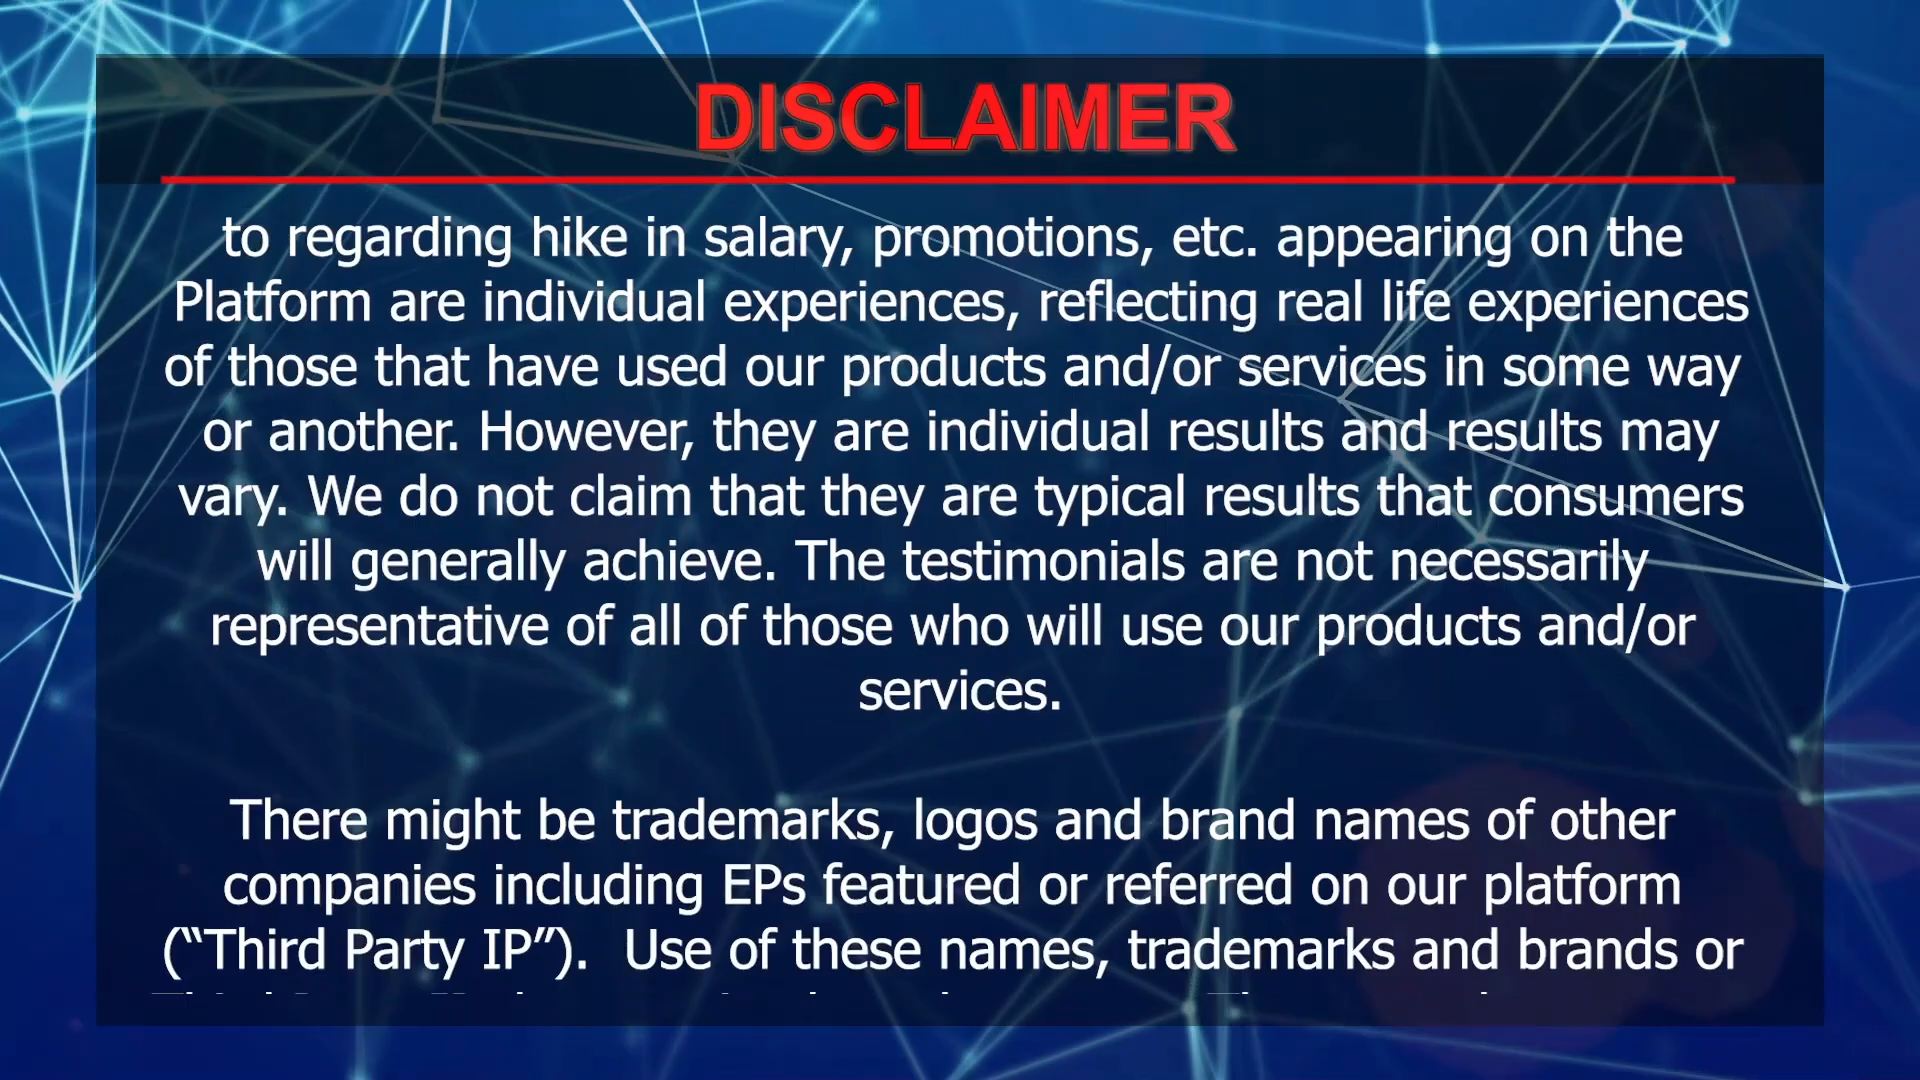 DISCLAIMER
to regarding hike in salary, promotions, etc. appearing on the
Platform are individual experiences, reflecting real life experiences
of those that have used our products and/or services in some way
or another. However, they are individual results and results may
vary. We do not claim that they are typical results that consumers
will generally achieve. The testimonials are not necessarily
representative of all of those who will use our products and/or
services.
There might be trademarks, logos and brand names of other
companies including EPs featured or referred on our platform
(“Third Party IP”).  Use of these names, trademarks and brands or